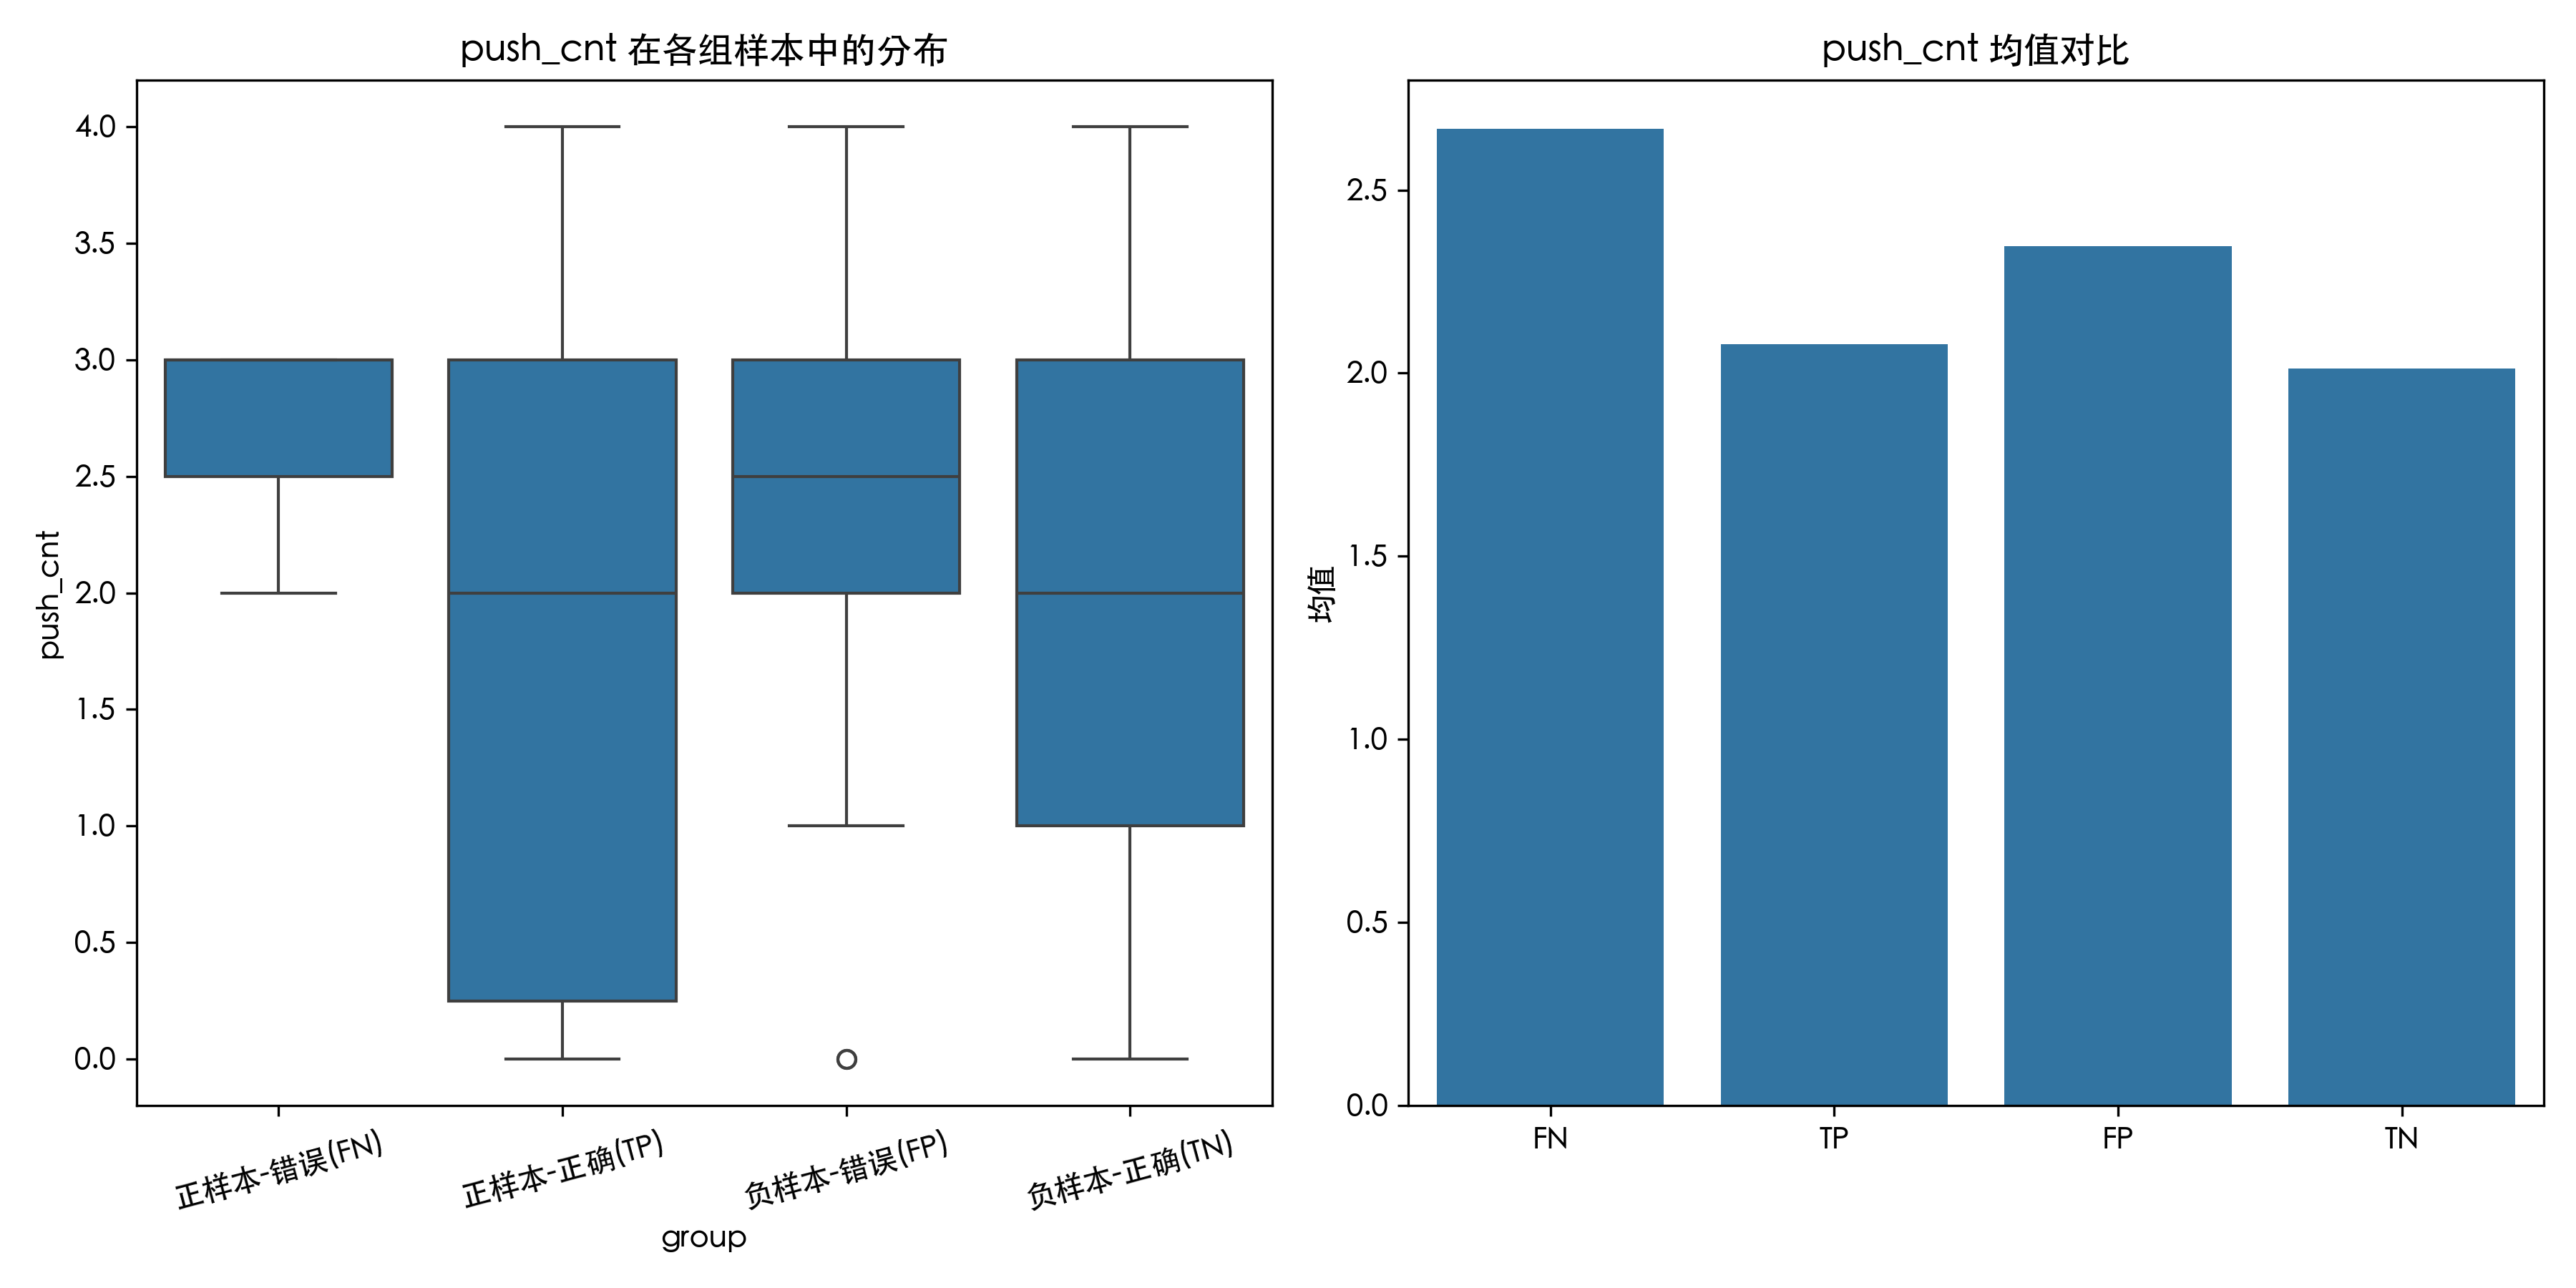 push_cnt 在各组样本中的分布
push_cnt
4.0
3.5
3.0
2.5
2.0
1.5
1.0
0.5
0.0
正样本-错误(FN)
正样本-正确(TP)
负样本-错误(FP)
负样本-正确(TN)
group
push_cnt 均值对比
均值
2.5
2.0
1.5
1.0
0.5
0.0
FN
TP
FP
TN